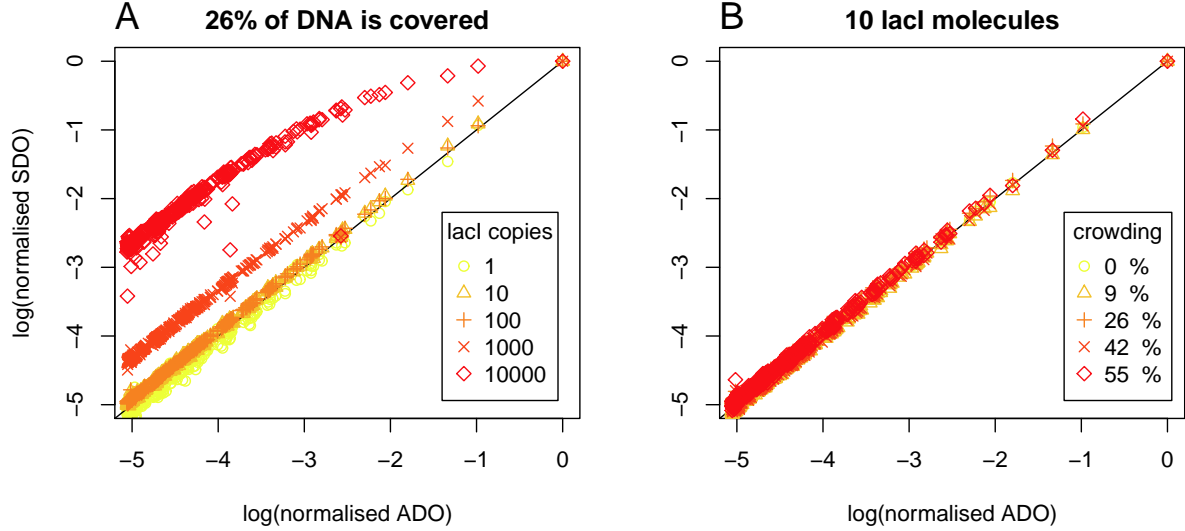 A
26% of DNA is covered
log(normalised SDO)
0
−1
−2
−3
−4
−5
lacI copies
1
10
100
1000
10000
−5 −4 −3 −2 −1 0
log(normalised ADO)
B
10 lacI molecules
0
−1
−2
−3
−4
−5
crowding
0 %
9 %
26 %
42 %
55 %
−5 −4 −3 −2 −1 0
log(normalised ADO)